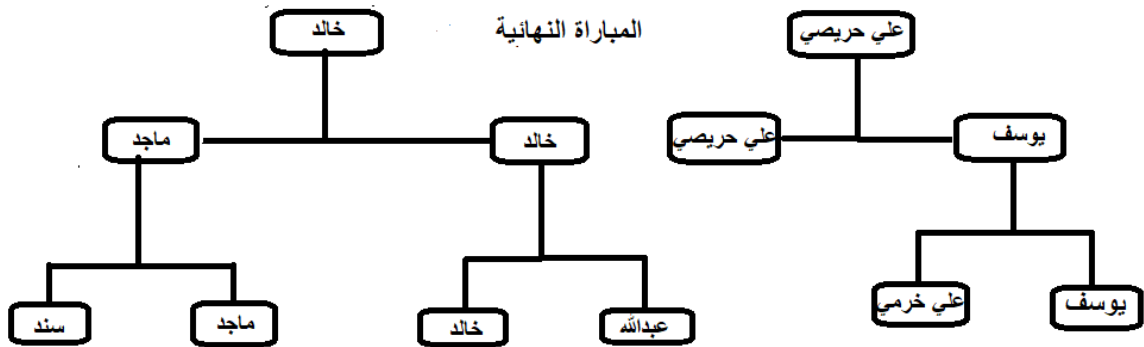 علي حريصي
المباراة النهائية
خالد
يوسف
علي حريصي
خالد
ماجد
يوسف
علي خرمي
عبدالله
خالد
ماجد
سند